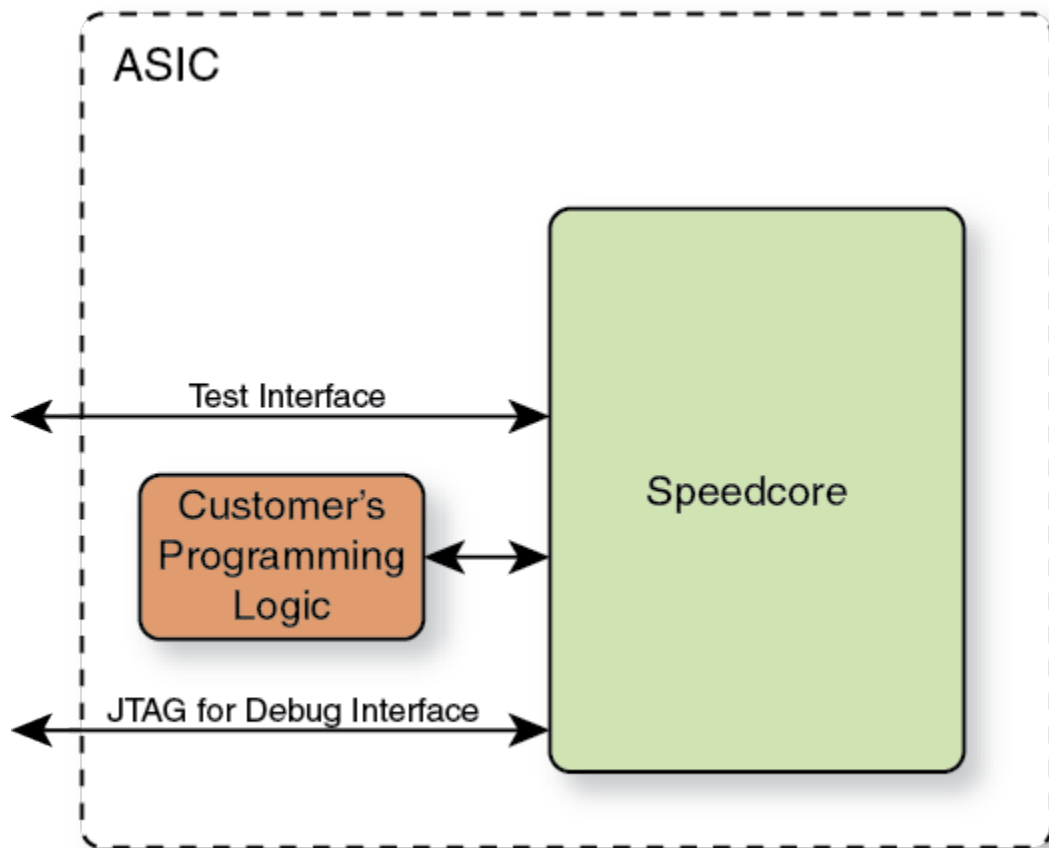 ASIC
Test Interface
Customer’s
Programming
Logic
Speedcore
JTAG for Debug Interface